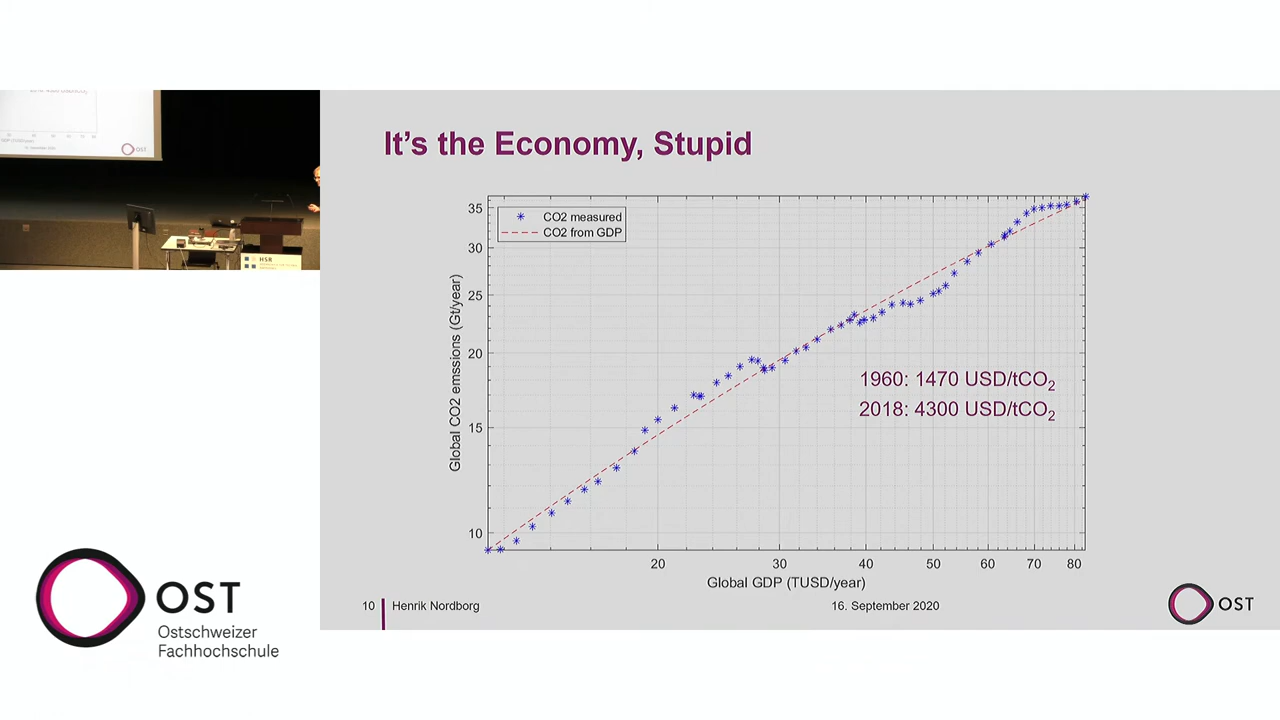 It's the Economy, Stupid
CO2 measured
CO2 from GDP
35
30
25
20
15
10
Global CO2 emssions (Gt/year)
1960: 1470 USD/tCO₂
2018: 4300 USD/tCO₂
20
30
40
50
60
70
80
Global GDP (TUSD/year)
10
Henrik Nordborg
16. September 2020
OST
HSR
OST
OST
Ostschweizer
Fachhochschule